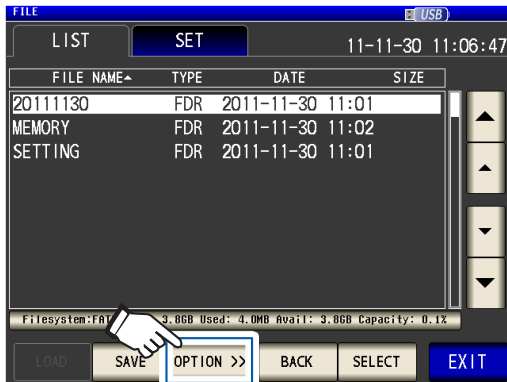 FILE USB
LIST SET 11-11-30 11:06:47
FILE NAME▲ TYPE DATE SIZE
20111130 FDR 2011-11-30 11:01
MEMORY FDR 2011-11-30 11:02
SETTING FDR 2011-11-30 11:01
Filesystem:FAT 3.8GB Used: 4.0MB Avail: 3.8GB Capacity: 0.1%
LOAD SAVE OPTION >> BACK SELECT EXIT